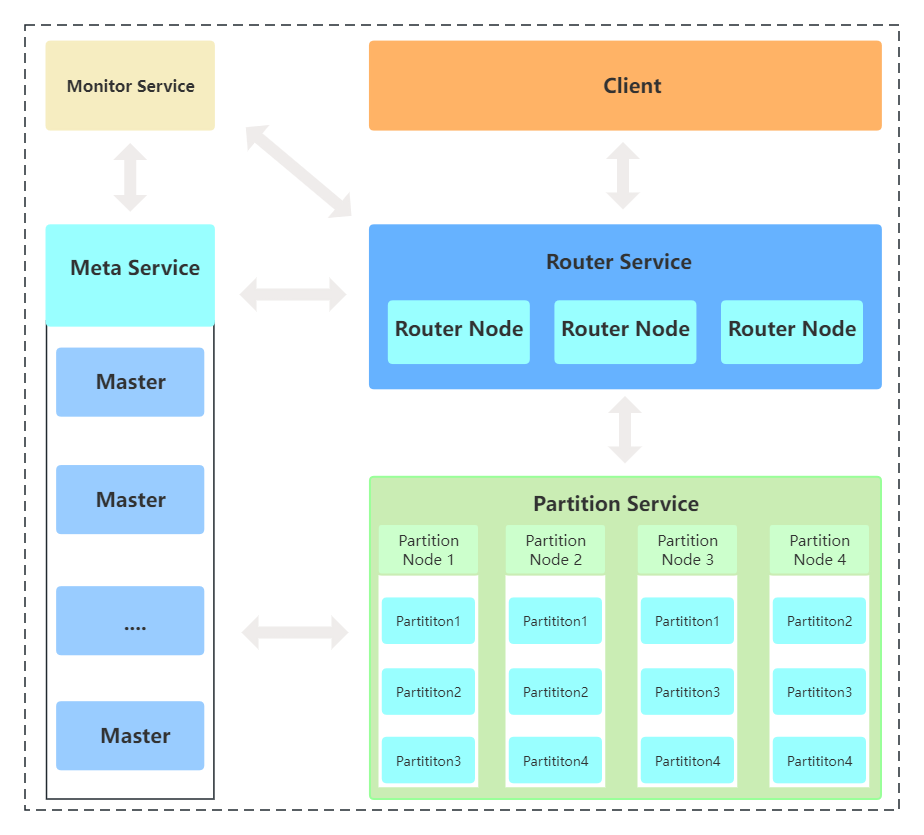 Monitor Service
Client
Meta Service
Master
Master
....
Master
Router Service
Router Node
Router Node
Router Node
Partition Service
Partition
Node 1
Partititon1
Partititon2
Partititon3
Partition
Node 2
Partititon1
Partititon2
Partititon4
Partition
Node 3
Partititon1
Partititon3
Partititon4
Partition
Node 4
Partititon2
Partititon3
Partititon4